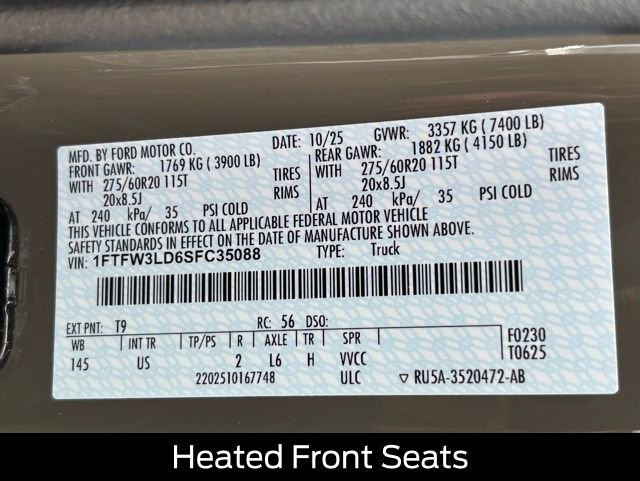 MFD. BY FORD MOTOR CO.
DATE: 10/25 GVWR: 3357 KG ( 7400 LB)
FRONT GAWR: 1769 KG ( 3900 LB) REAR GAWR: 1882 KG ( 4150 LB)
WITH 275/60R20 115T TIRES WITH 275/60R20 115T TIRES
20x8.5J RIMS 20x8.5J RIMS
AT 240 kPa/ 35 PSI COLD AT 240 kPa/ 35 PSI COLD
THIS VEHICLE CONFORMS TO ALL APPLICABLE FEDERAL MOTOR VEHICLE
SAFETY STANDARDS IN EFFECT ON THE DATE OF MANUFACTURE SHOWN ABOVE.
VIN: 1FTFW3LD6SFC35088 TYPE: Truck
EXT PNT: T9 RC: 56 DSO:
WB INT TR TP/PS R AXLE TR SPR F0230
145 US 2 L6 H VVCC T0625
2202510167748 ULC ▽ RU5A-3520472-AB
Heated Front Seats